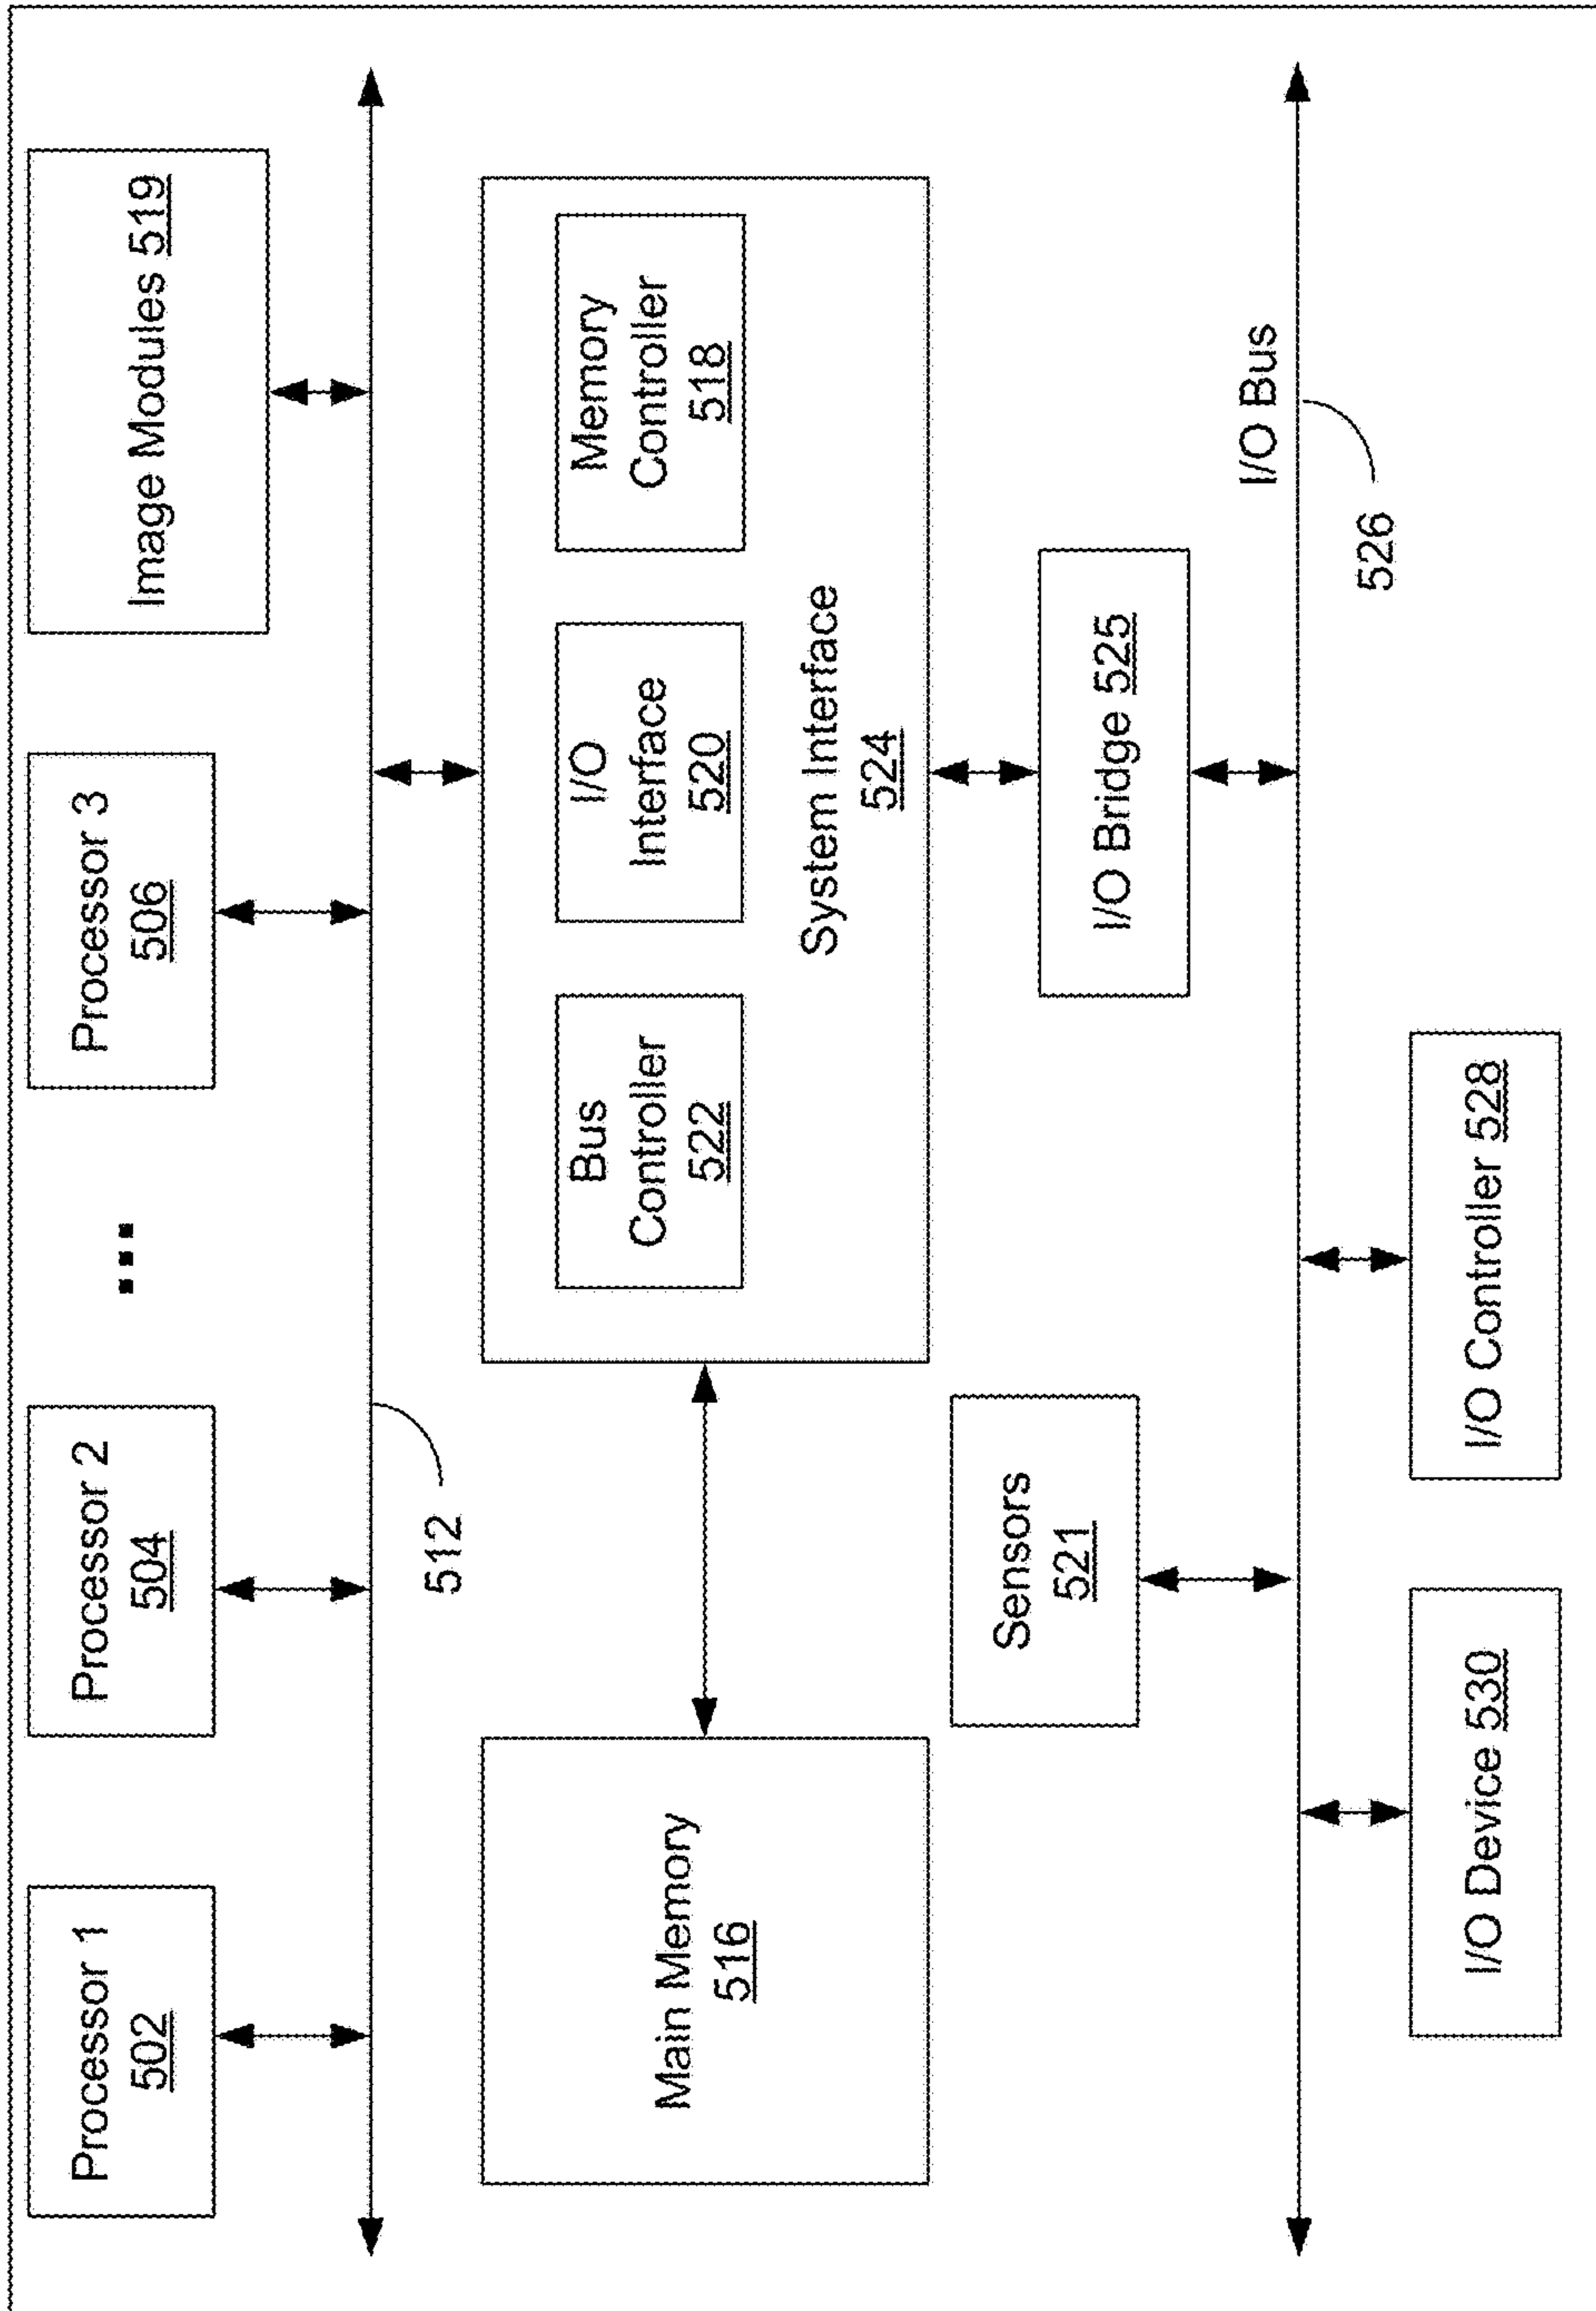 Processor 1
502
Processor 2
504
...
Processor 3
506
Image Modules 519
512
Main Memory
516
Bus
Controller
522
I/O
Interface
520
Memory
Controller
518
System Interface
524
Sensors
521
I/O Bridge 525
I/O Bus
526
I/O Device 530
I/O Controller 528